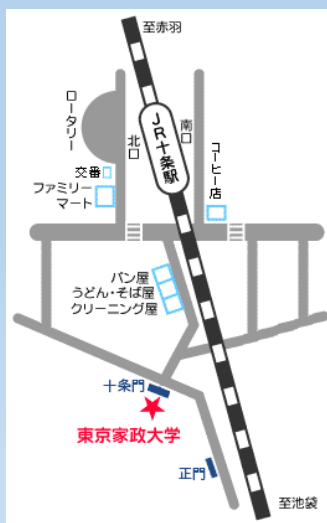 至赤羽
ロータリー
北口
JR十条駅
南口
コーヒー店
交番
ファミリー
マート
パン屋
うどん・そば屋
クリーニング屋
十条門
東京家政大学
正門
至池袋